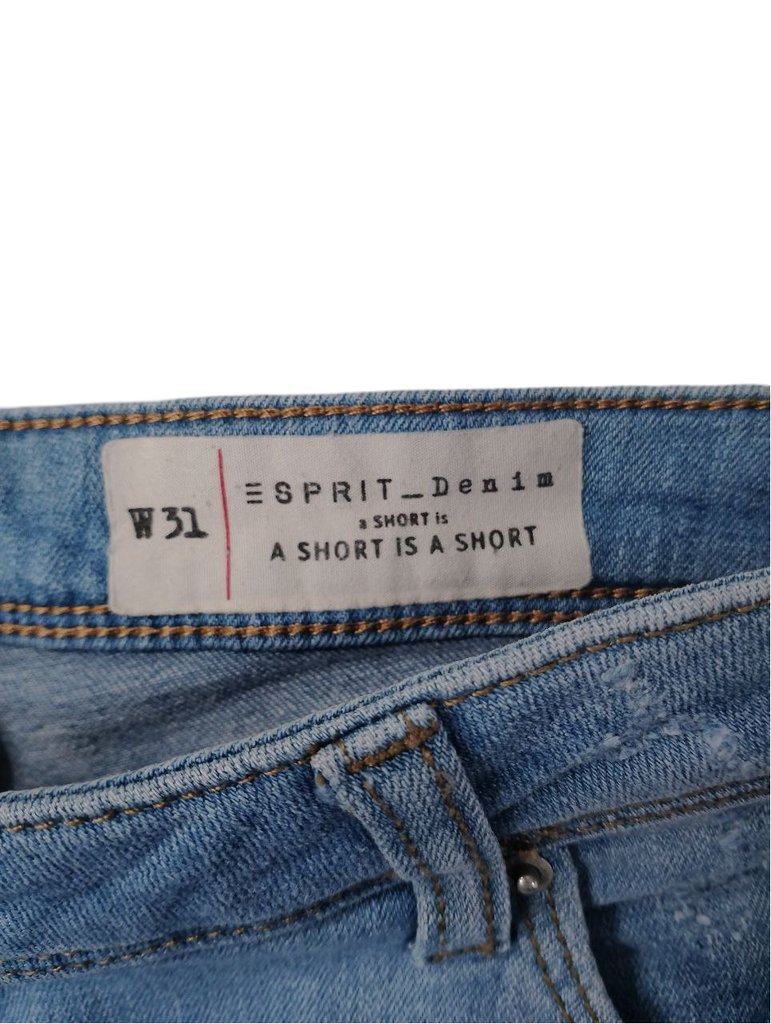 W31
ESPRIT_Denim
a SHORT is
A SHORT IS A SHORT